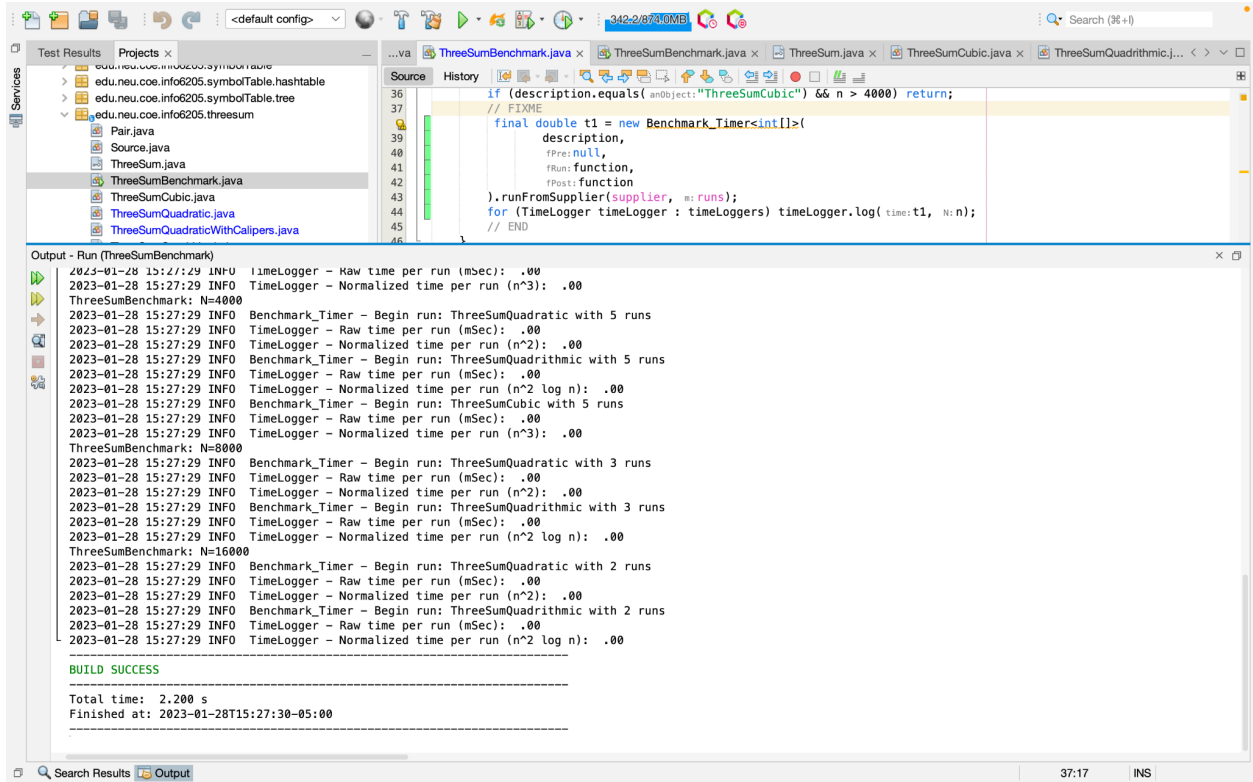 <default config>
342.2/874.0MB
Search (⌘+I)
Services
Test Results Projects ×
edu.neu.coe.info6205.symbolTable
edu.neu.coe.info6205.symbolTable.hashtable
edu.neu.coe.info6205.symbolTable.tree
edu.neu.coe.info6205.threesum
Pair.java
Source.java
ThreeSum.java
ThreeSumBenchmark.java
ThreeSumCubic.java
ThreeSumQuadratic.java
ThreeSumQuadraticWithCalipers.java
...va ThreeSumBenchmark.java × ThreeSumBenchmark.java × ThreeSum.java × ThreeSumCubic.java × ThreeSumQuadrithmic.j...
Source History
36 if (description.equals( anObject: "ThreeSumCubic") && n > 4000) return;
37 // FIXME
final double t1 = new Benchmark_Timer<int[]>(
39 description,
40 fPre: null,
41 fRun: function,
42 fPost: function
43 ).runFromSupplier(supplier, m: runs);
44 for (TimeLogger timeLogger : timeLoggers) timeLogger.log( time: t1, N: n);
45 // END
46 }
Output - Run (ThreeSumBenchmark) ×
2023-01-28 15:27:29 INFO TimeLogger - Raw time per run (mSec): .00
2023-01-28 15:27:29 INFO TimeLogger - Normalized time per run (n^3): .00
ThreeSumBenchmark: N=4000
2023-01-28 15:27:29 INFO Benchmark_Timer - Begin run: ThreeSumQuadratic with 5 runs
2023-01-28 15:27:29 INFO TimeLogger - Raw time per run (mSec): .00
2023-01-28 15:27:29 INFO TimeLogger - Normalized time per run (n^2): .00
2023-01-28 15:27:29 INFO Benchmark_Timer - Begin run: ThreeSumQuadrithmic with 5 runs
2023-01-28 15:27:29 INFO TimeLogger - Raw time per run (mSec): .00
2023-01-28 15:27:29 INFO TimeLogger - Normalized time per run (n^2 log n): .00
2023-01-28 15:27:29 INFO Benchmark_Timer - Begin run: ThreeSumCubic with 5 runs
2023-01-28 15:27:29 INFO TimeLogger - Raw time per run (mSec): .00
2023-01-28 15:27:29 INFO TimeLogger - Normalized time per run (n^3): .00
ThreeSumBenchmark: N=8000
2023-01-28 15:27:29 INFO Benchmark_Timer - Begin run: ThreeSumQuadratic with 3 runs
2023-01-28 15:27:29 INFO TimeLogger - Raw time per run (mSec): .00
2023-01-28 15:27:29 INFO TimeLogger - Normalized time per run (n^2): .00
2023-01-28 15:27:29 INFO Benchmark_Timer - Begin run: ThreeSumQuadrithmic with 3 runs
2023-01-28 15:27:29 INFO TimeLogger - Raw time per run (mSec): .00
2023-01-28 15:27:29 INFO TimeLogger - Normalized time per run (n^2 log n): .00
ThreeSumBenchmark: N=16000
2023-01-28 15:27:29 INFO Benchmark_Timer - Begin run: ThreeSumQuadratic with 2 runs
2023-01-28 15:27:29 INFO TimeLogger - Raw time per run (mSec): .00
2023-01-28 15:27:29 INFO TimeLogger - Normalized time per run (n^2): .00
2023-01-28 15:27:29 INFO Benchmark_Timer - Begin run: ThreeSumQuadrithmic with 2 runs
2023-01-28 15:27:29 INFO TimeLogger - Raw time per run (mSec): .00
2023-01-28 15:27:29 INFO TimeLogger - Normalized time per run (n^2 log n): .00
------------------------------------------------------------------------
BUILD SUCCESS
------------------------------------------------------------------------
Total time: 2.200 s
Finished at: 2023-01-28T15:27:30-05:00
------------------------------------------------------------------------
Search Results Output
37:17 INS